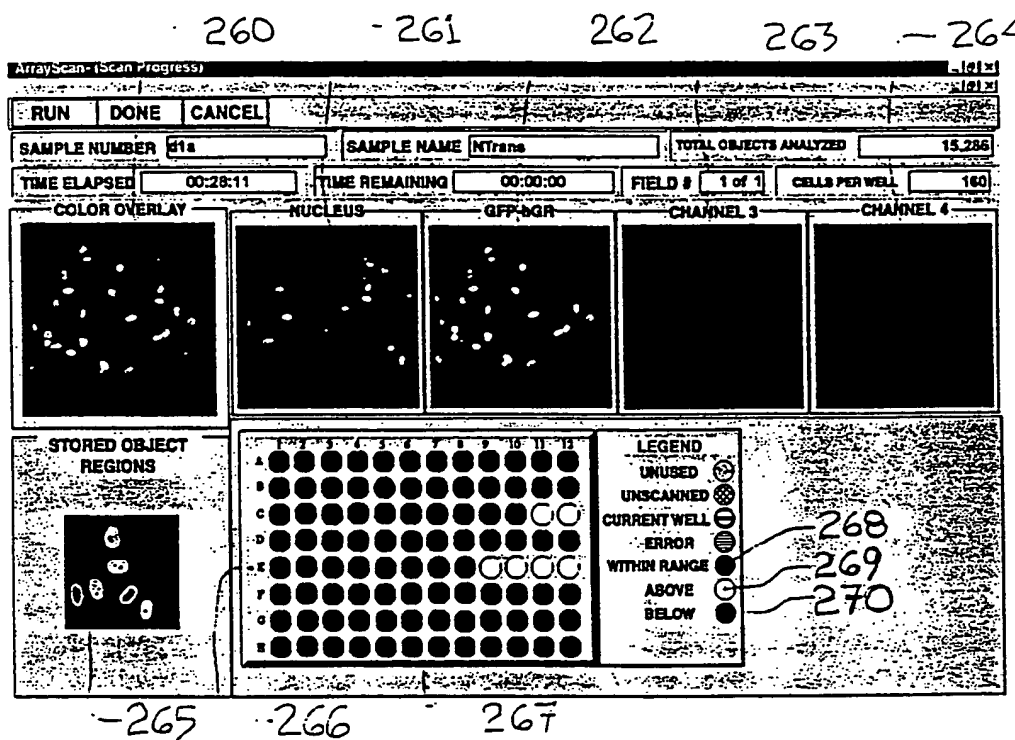 260 261 262 263 264
ArrayScan- (Scan Progress)
RUN DONE CANCEL
SAMPLE NUMBER d1a SAMPLE NAME NTrans TOTAL OBJECTS ANALYZED 15,286
TIME ELAPSED 00:28:11 TIME REMAINING 00:00:00 FIELD # 1 of 1 CELLS PER WELL 160
COLOR OVERLAY NUCLEUS GFP-hGR CHANNEL 3 CHANNEL 4
STORED OBJECT
REGIONS
1 2 3 4 5 6 7 8 9 10 11 12
A
B
C
D
E
F
G
H
LEGEND
UNUSED
UNSCANNED
CURRENT WELL
ERROR
WITHIN RANGE 268
ABOVE 269
BELOW 270
265 266 267